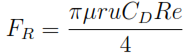 F_R = \frac{\pi \mu r u C_D Re}{4}